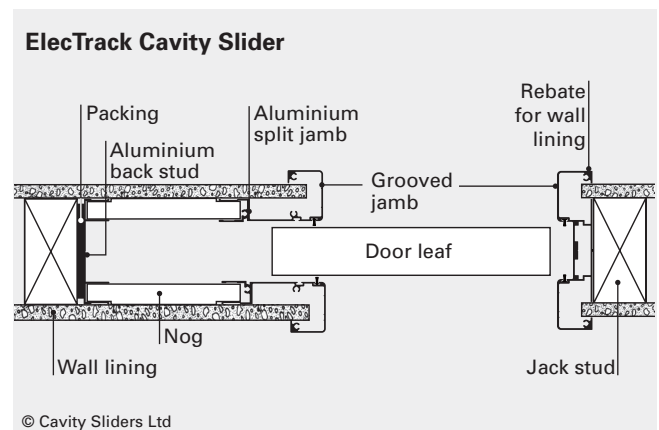 ElecTrack Cavity Slider
Packing
Aluminium
back stud
Aluminium
split jamb
Rebate
for wall
lining
Grooved
jamb
Door leaf
Nog
Wall lining
Jack stud
© Cavity Sliders Ltd